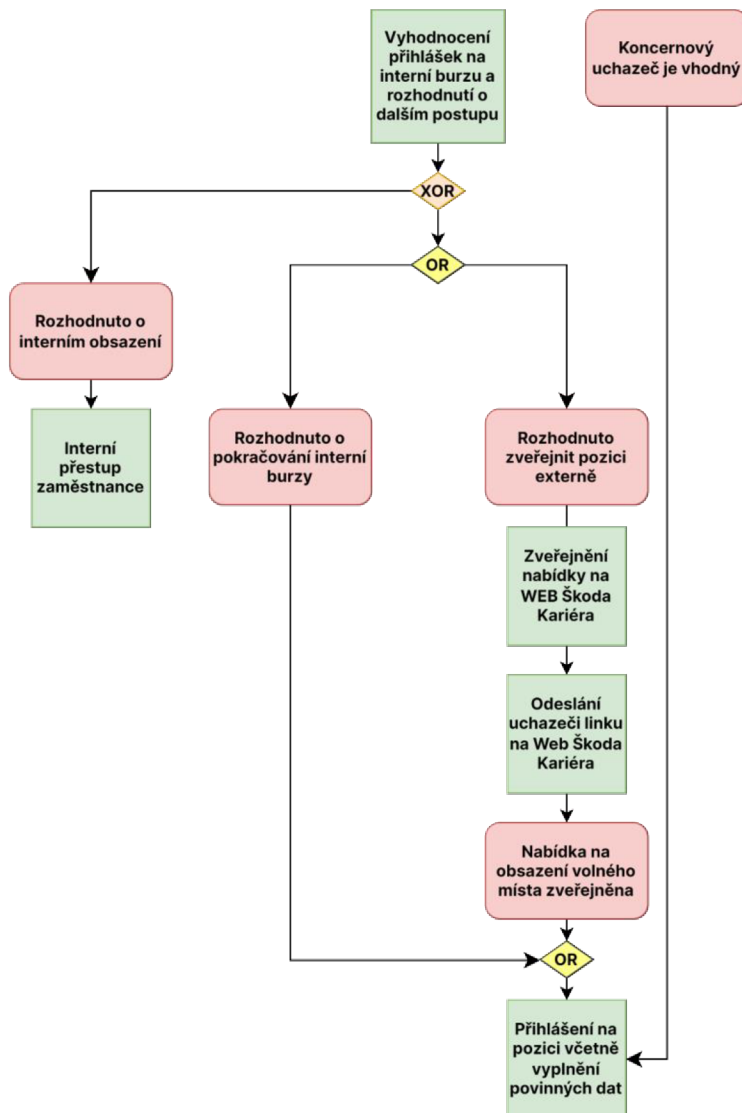 Vyhodnocení
přihlášek na
interní burzu a
rozhodnutí o
dalším postupu
Koncernový
uchazeč je vhodný
XOR
OR
Rozhodnuto o
interním obsazení
Interní
přestup
zaměstnance
Rozhodnuto o
pokračování interní
burzy
Rozhodnuto
zveřejnit pozici
externě
Zveřejnění
nabídky na
WEB Škoda
Kariéra
Odeslání
uchazeči linku
na Web Škoda
Kariéra
Nabídka na
obsazení volného
místa zveřejněna
OR
Přihlášení na
pozici včetně
vyplnění
povinných dat